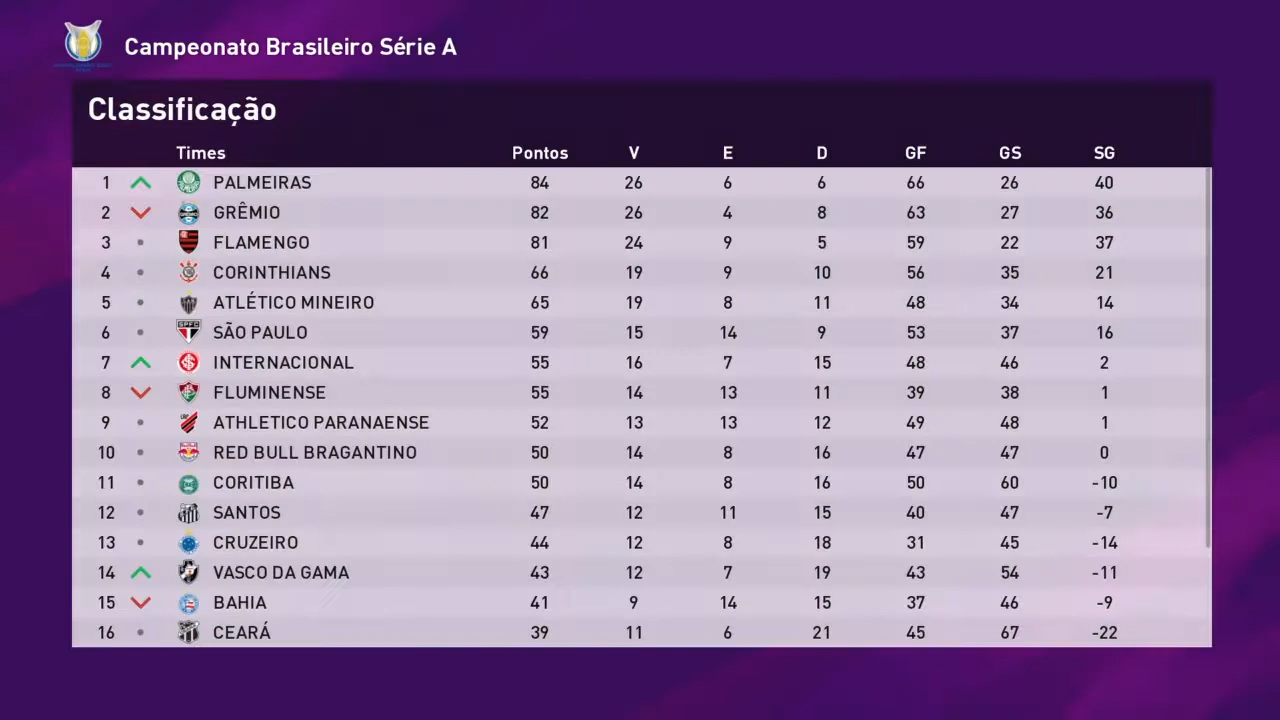 Campeonato Brasileiro Série A
Classificação
Times Pontos V E D GF GS SG
1 PALMEIRAS 84 26 6 6 66 26 40
2 GRÊMIO 82 26 4 8 63 27 36
3 FLAMENGO 81 24 9 5 59 22 37
4 CORINTHIANS 66 19 9 10 56 35 21
5 ATLÉTICO MINEIRO 65 19 8 11 48 34 14
6 SÃO PAULO 59 15 14 9 53 37 16
7 INTERNACIONAL 55 16 7 15 48 46 2
8 FLUMINENSE 55 14 13 11 39 38 1
9 ATHLETICO PARANAENSE 52 13 13 12 49 48 1
10 RED BULL BRAGANTINO 50 14 8 16 47 47 0
11 CORITIBA 50 14 8 16 50 60 -10
12 SANTOS 47 12 11 15 40 47 -7
13 CRUZEIRO 44 12 8 18 31 45 -14
14 VASCO DA GAMA 43 12 7 19 43 54 -11
15 BAHIA 41 9 14 15 37 46 -9
16 CEARÁ 39 11 6 21 45 67 -22